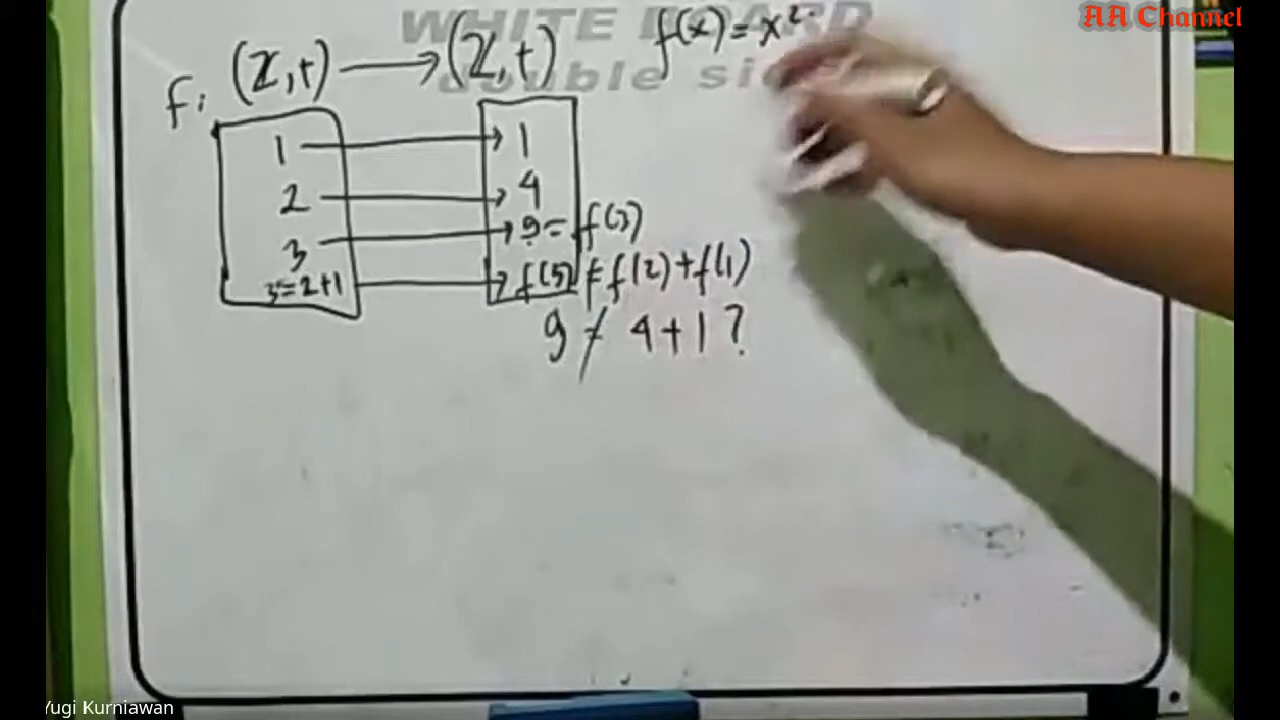 AA Channel
WHITE BOARD
double si
f: (ℤ,+) → (ℤ,+) f(x)=x²
1 → 1
2 → 4
3 → 9 = f(3)
3=2+1 → f(3) ≠ f(2)+f(1)
9 ≠ 4+1?
Yugi Kurniawan